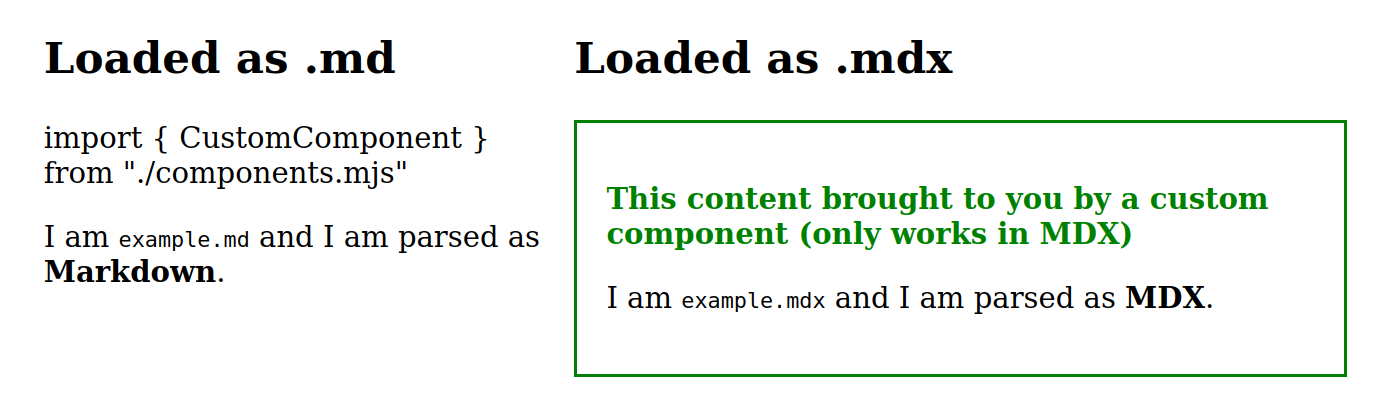 Loaded as .md
import { CustomComponent }
from "./components.mjs"
I am example.md and I am parsed as
Markdown.
Loaded as .mdx
This content brought to you by a custom
component (only works in MDX)
I am example.mdx and I am parsed as MDX.